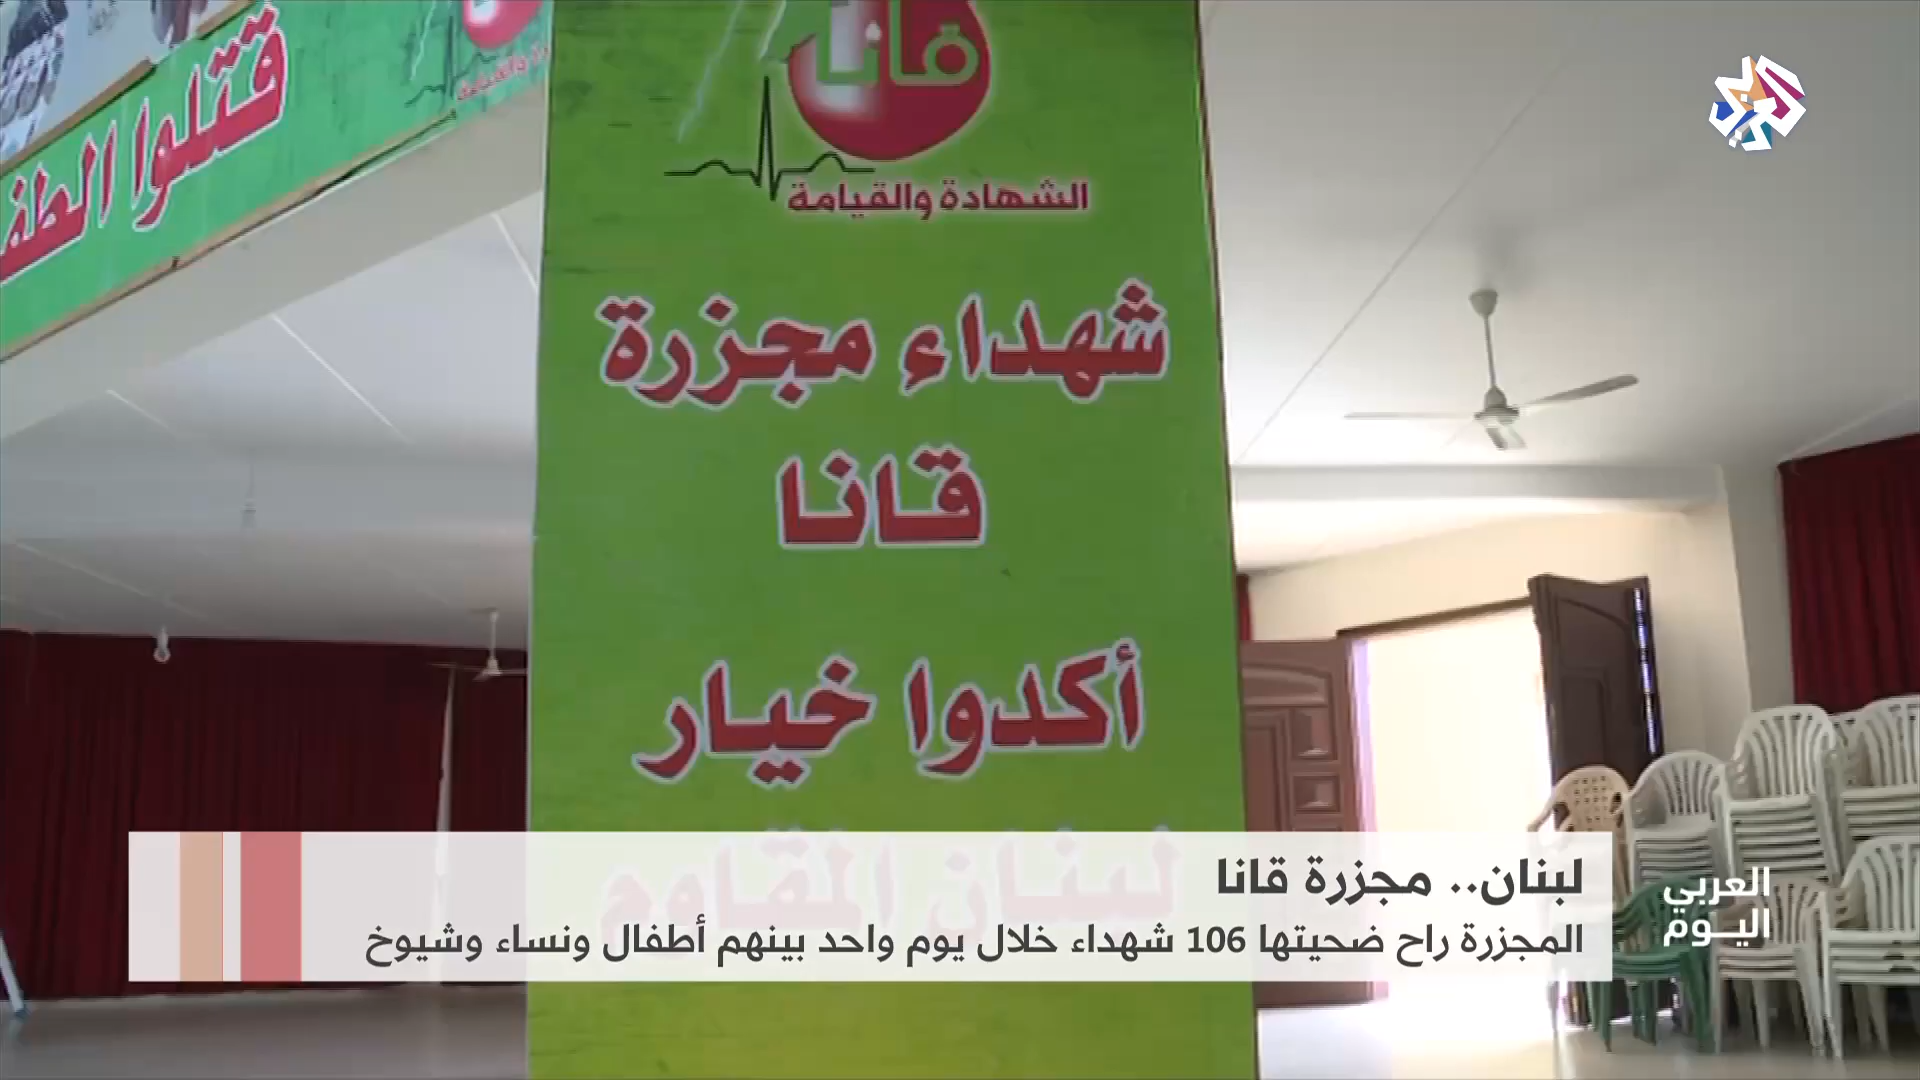 قانا
الشهادة والقيامة
والقيامة
قتلوا
شهداء مجزرة
قانا
أكدوا خيار
لبنان المقاوم
لبنان.. مجزرة قانا
المجزرة راح ضحيتها 106 شهداء خلال يوم واحد بينهم أطفال ونساء وشيوخ
العربي
اليوم